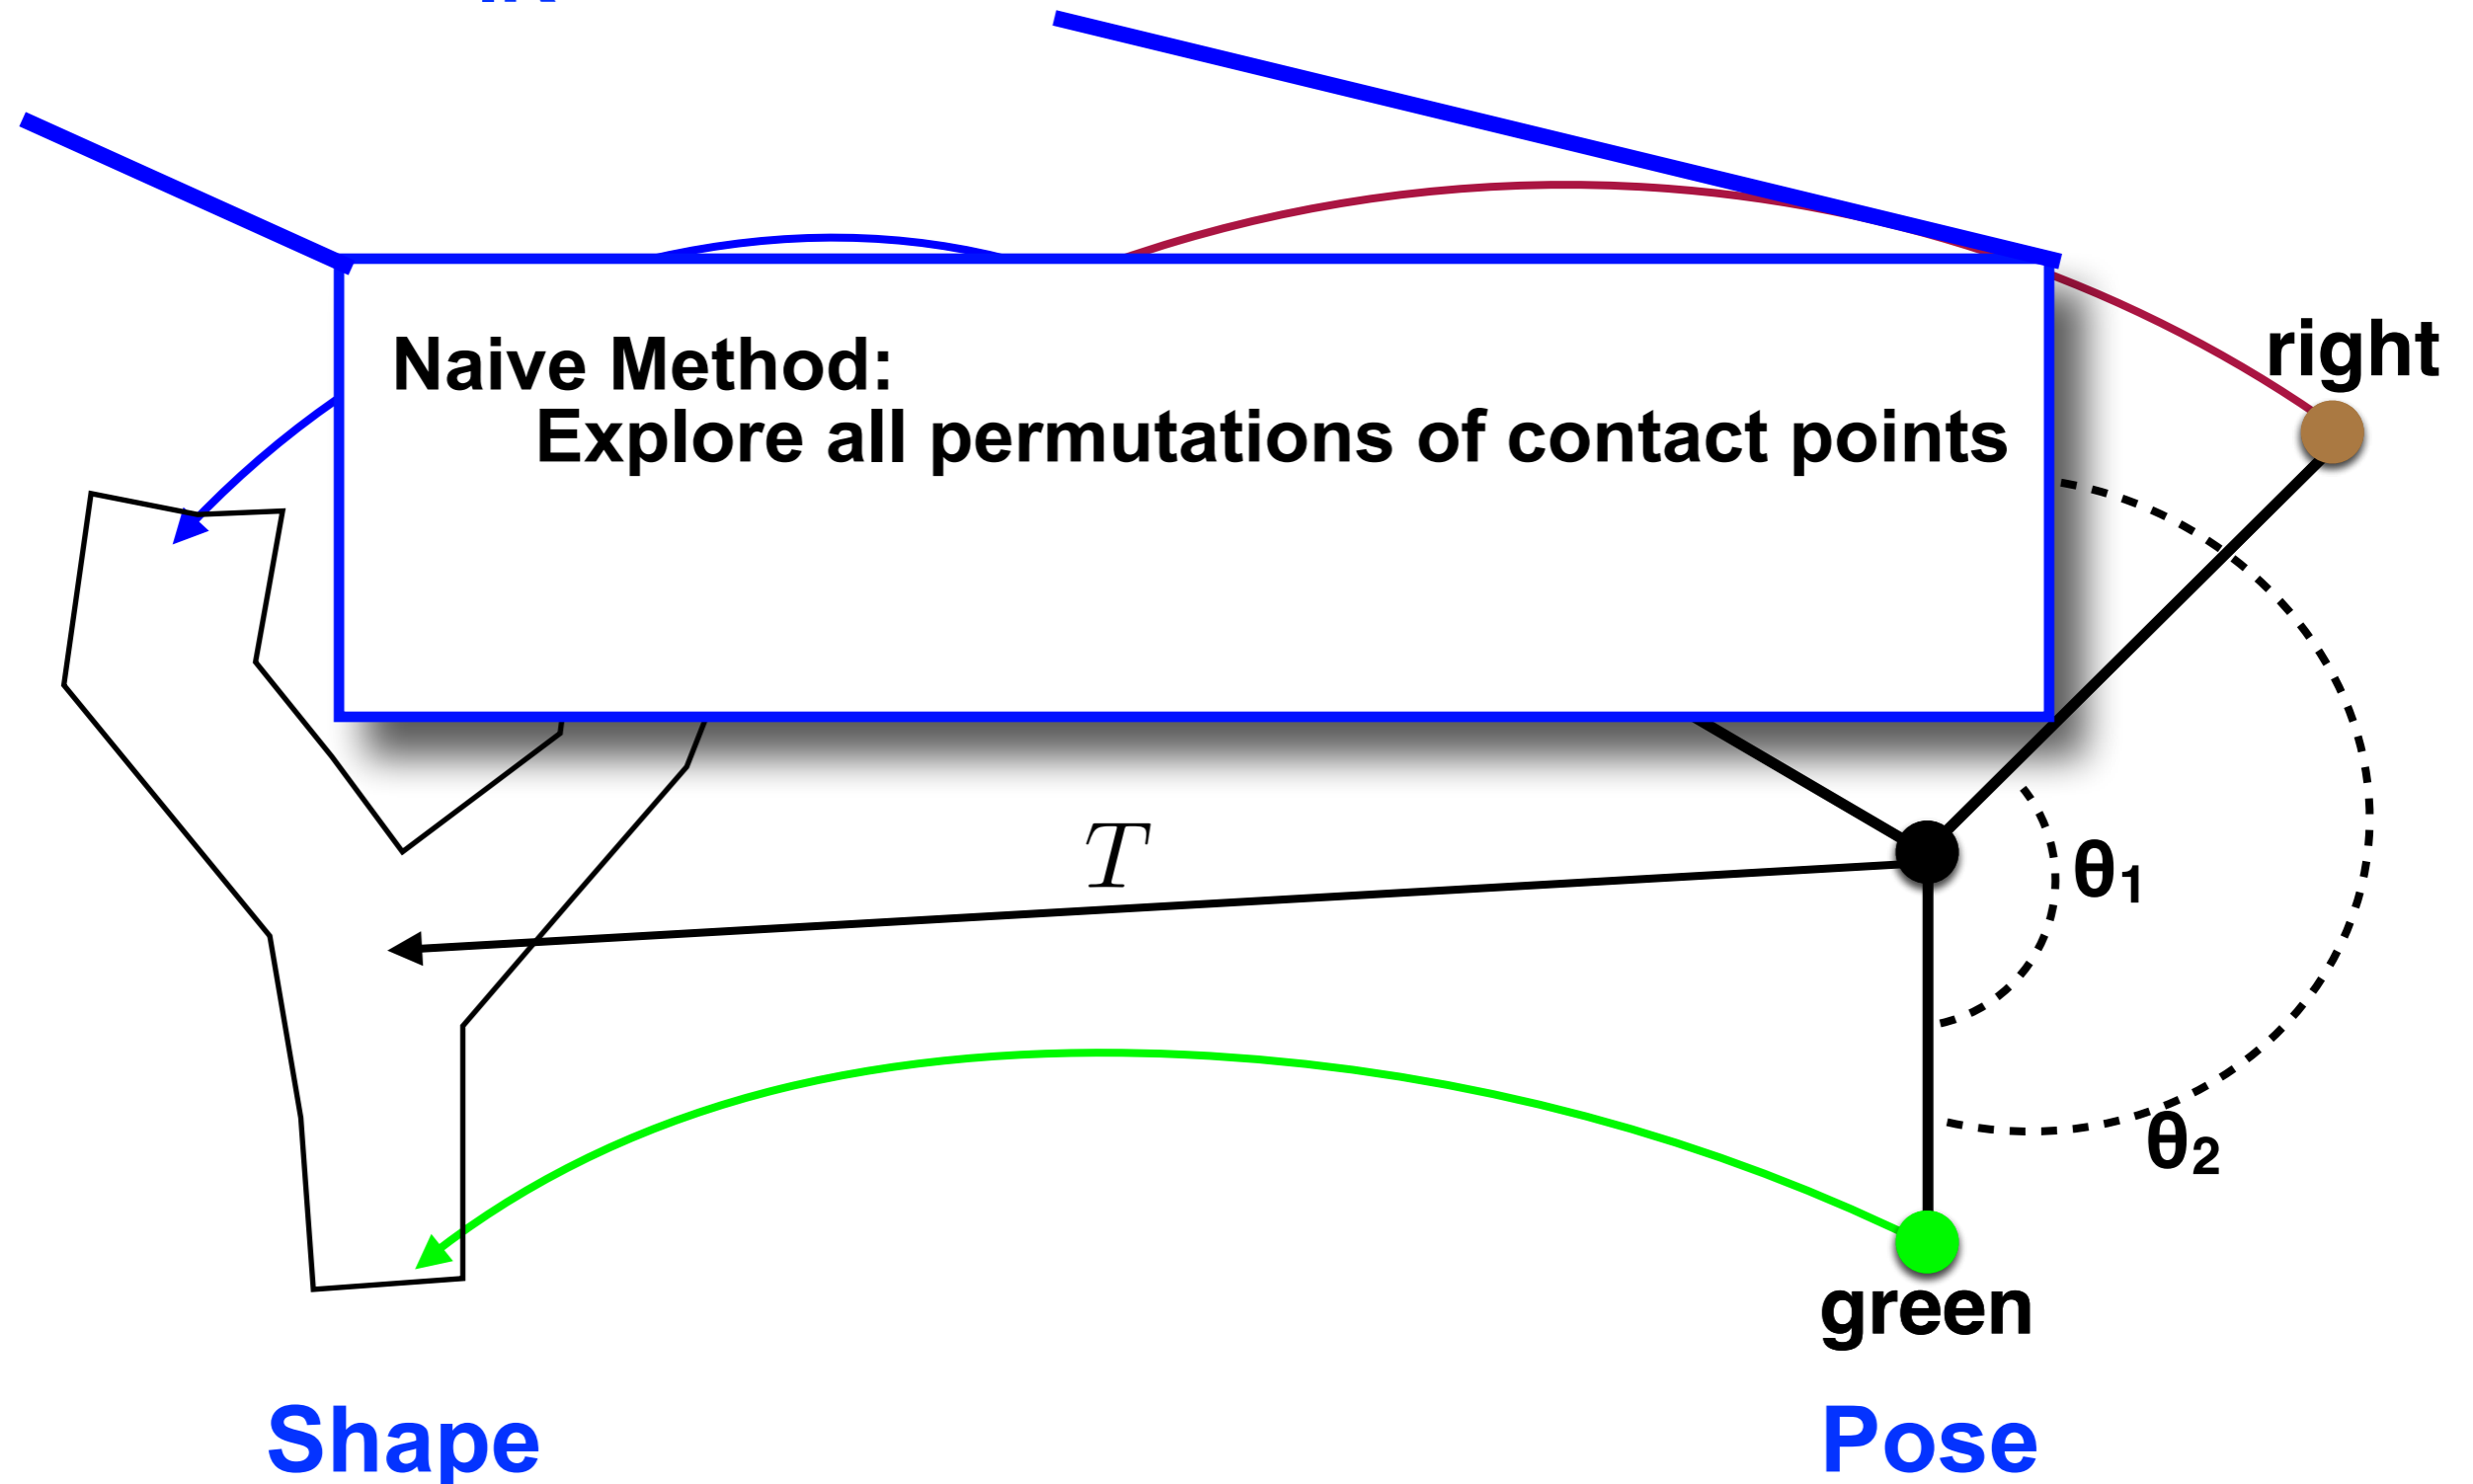 Naive Method:
Explore all permutations of contact points
right
T
θ1
θ2
green
Shape
Pose